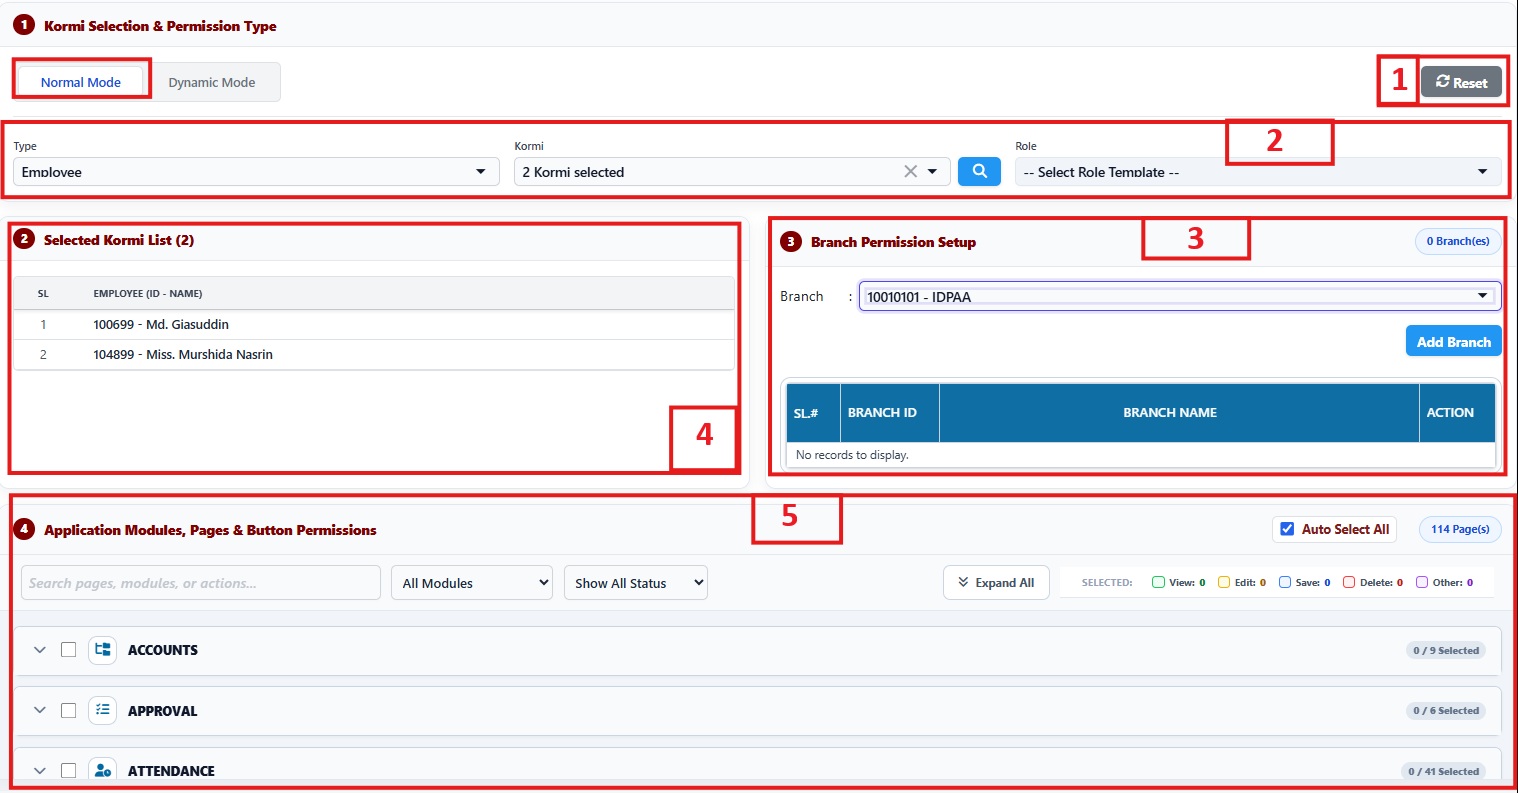 1 Kormi Selection & Permission Type
Normal Mode Dynamic Mode
1 Reset
2
Type Kormi Role
Employee 2 Kormi selected -- Select Role Template --
2 Selected Kormi List (2)
SL EMPLOYEE (ID - NAME)
1 100699 - Md. Giasuddin
2 104899 - Miss. Murshida Nasrin
4
3
3 Branch Permission Setup 0 Branch(es)
Branch : 10010101 - IDPAA
Add Branch
SL.# BRANCH ID BRANCH NAME ACTION
No records to display.
5
4 Application Modules, Pages & Button Permissions Auto Select All 114 Page(s)
Search pages, modules, or actions... All Modules Show All Status Expand All SELECTED: View: 0 Edit: 0 Save: 0 Delete: 0 Other: 0
ACCOUNTS 0 / 9 Selected
APPROVAL 0 / 6 Selected
ATTENDANCE 0 / 41 Selected